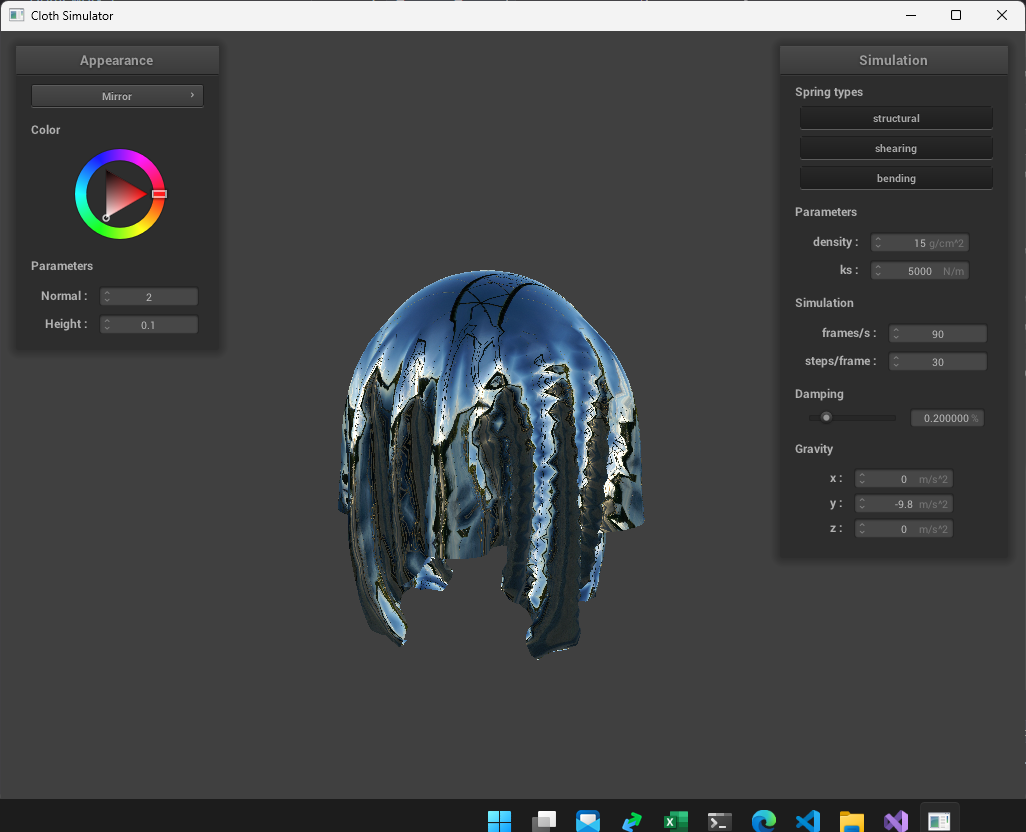 Cloth Simulator
Appearance
Mirror
Color
Parameters
Normal : 2
Height : 0.1
Simulation
Spring types
structural
shearing
bending
Parameters
density : 15 g/cm^2
ks : 5000 N/m
Simulation
frames/s : 90
steps/frame : 30
Damping
0.200000 %
Gravity
x : 0 m/s^2
y : -9.8 m/s^2
z : 0 m/s^2